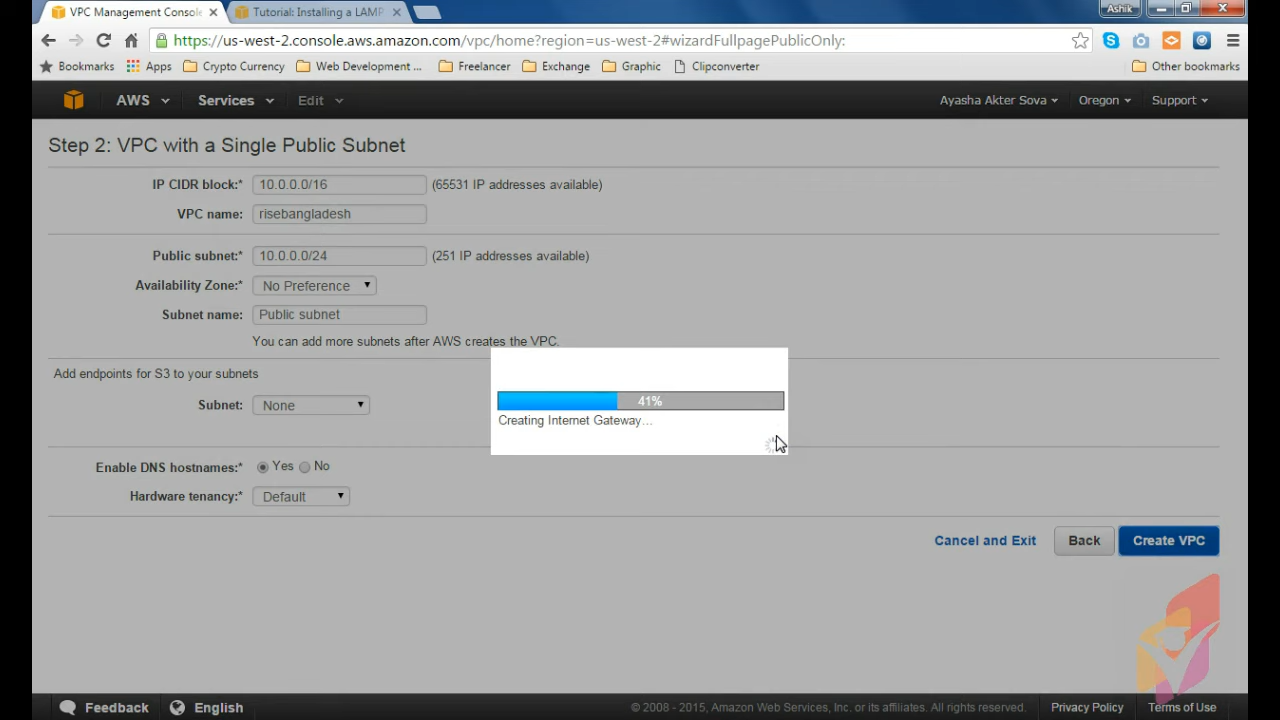 VPC Management Console
Tutorial: Installing a LAMP
Ashik
https://us-west-2.console.aws.amazon.com/vpc/home?region=us-west-2#wizardFullpagePublicOnly:
Bookmarks Apps Crypto Currency Web Development ... Freelancer Exchange Graphic Clipconverter Other bookmarks
AWS Services Edit Ayasha Akter Sova Oregon Support
Step 2: VPC with a Single Public Subnet
IP CIDR block:* 10.0.0.0/16 (65531 IP addresses available)
VPC name: risebangladesh
Public subnet:* 10.0.0.0/24 (251 IP addresses available)
Availability Zone:* No Preference
Subnet name: Public subnet
You can add more subnets after AWS creates the VPC.
Add endpoints for S3 to your subnets
41%
Subnet: None
Creating Internet Gateway...
Enable DNS hostnames:* Yes No
Hardware tenancy:* Default
Cancel and Exit Back Create VPC
Feedback English © 2008 - 2015, Amazon Web Services, Inc. or its affiliates. All rights reserved. Privacy Policy Terms of Use